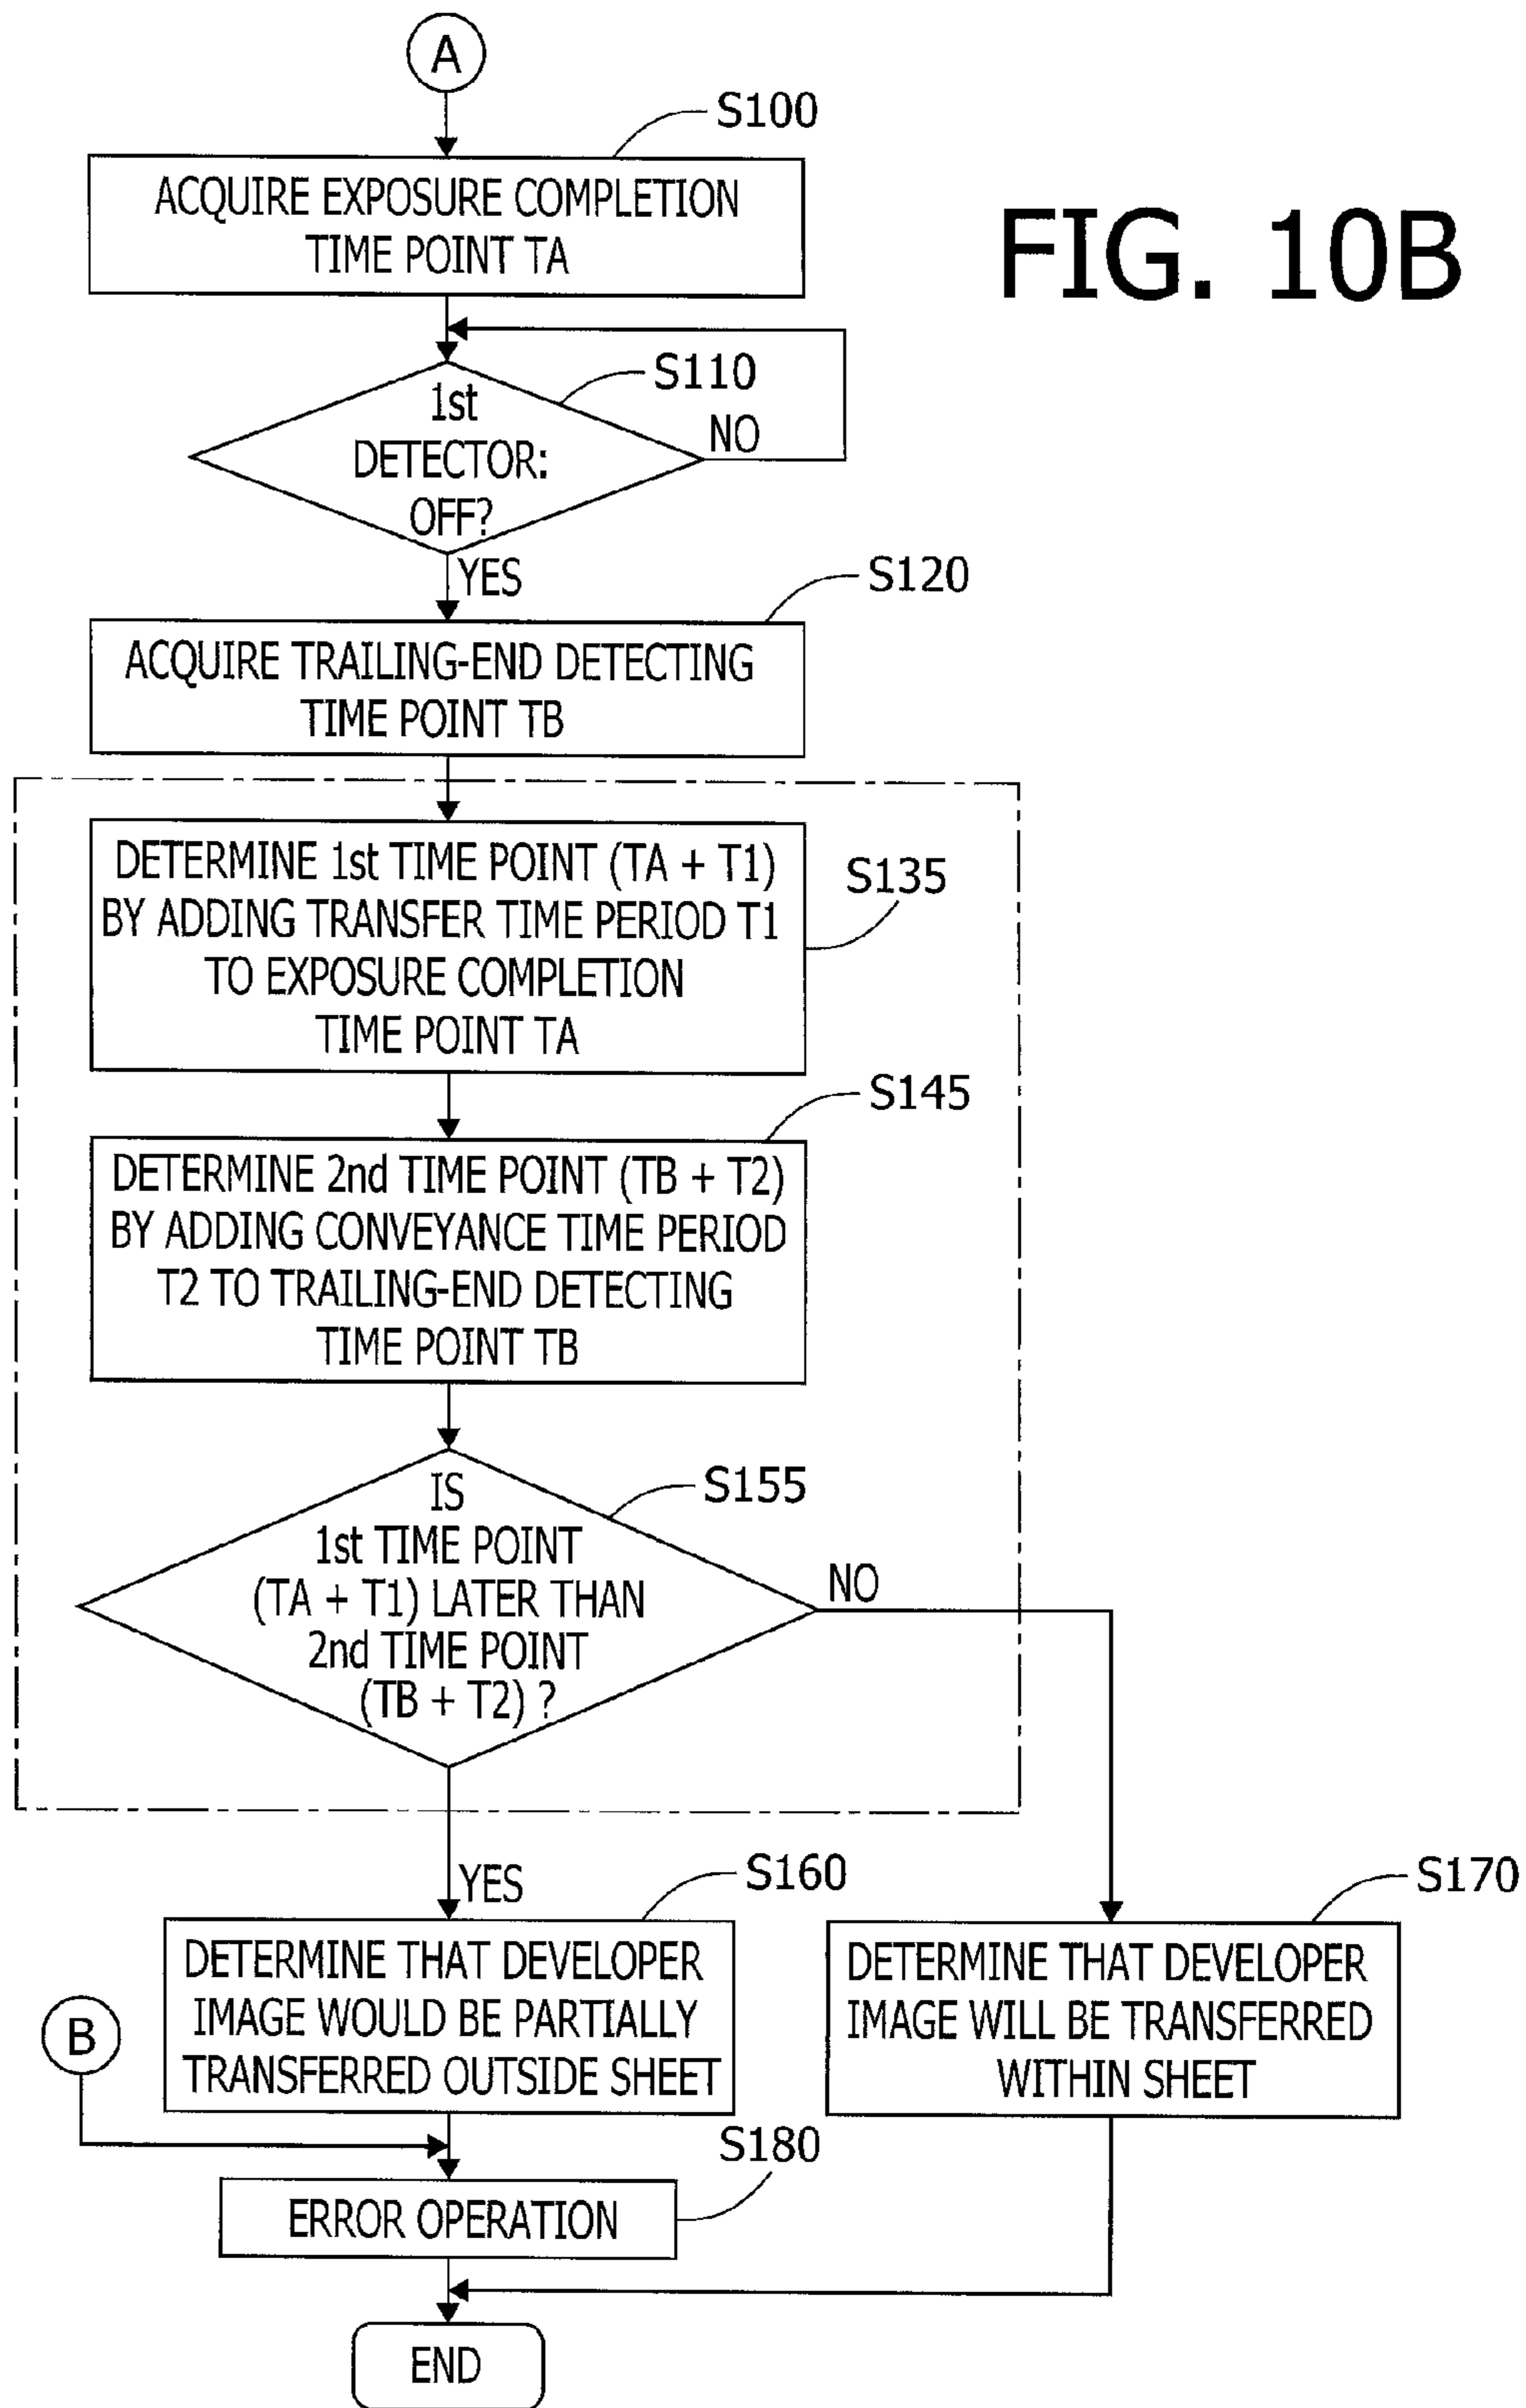 A
S100
ACQUIRE EXPOSURE COMPLETION
TIME POINT TA
FIG. 10B
S110
1st
DETECTOR:
OFF?
NO
YES
S120
ACQUIRE TRAILING-END DETECTING
TIME POINT TB
DETERMINE 1st TIME POINT (TA + T1)
BY ADDING TRANSFER TIME PERIOD T1
TO EXPOSURE COMPLETION
TIME POINT TA
S135
S145
DETERMINE 2nd TIME POINT (TB + T2)
BY ADDING CONVEYANCE TIME PERIOD
T2 TO TRAILING-END DETECTING
TIME POINT TB
S155
IS
1st TIME POINT
(TA + T1) LATER THAN
2nd TIME POINT
(TB + T2) ?
NO
YES
S160
DETERMINE THAT DEVELOPER
IMAGE WOULD BE PARTIALLY
TRANSFERRED OUTSIDE SHEET
S170
DETERMINE THAT DEVELOPER
IMAGE WILL BE TRANSFERRED
WITHIN SHEET
B
S180
ERROR OPERATION
END